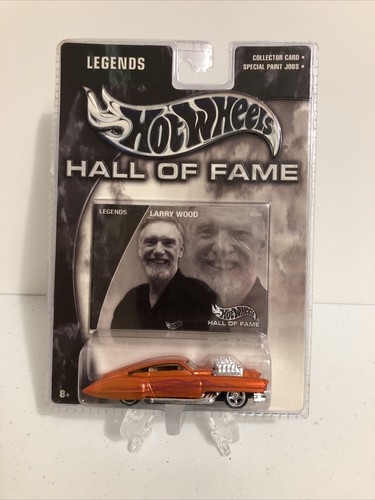 LEGENDS
COLLECTOR CARD •
SPECIAL PAINT JOBS •
Hot Wheels
HALL OF FAME
LEGENDS LARRY WOOD
Hot Wheels
HALL OF FAME
8+